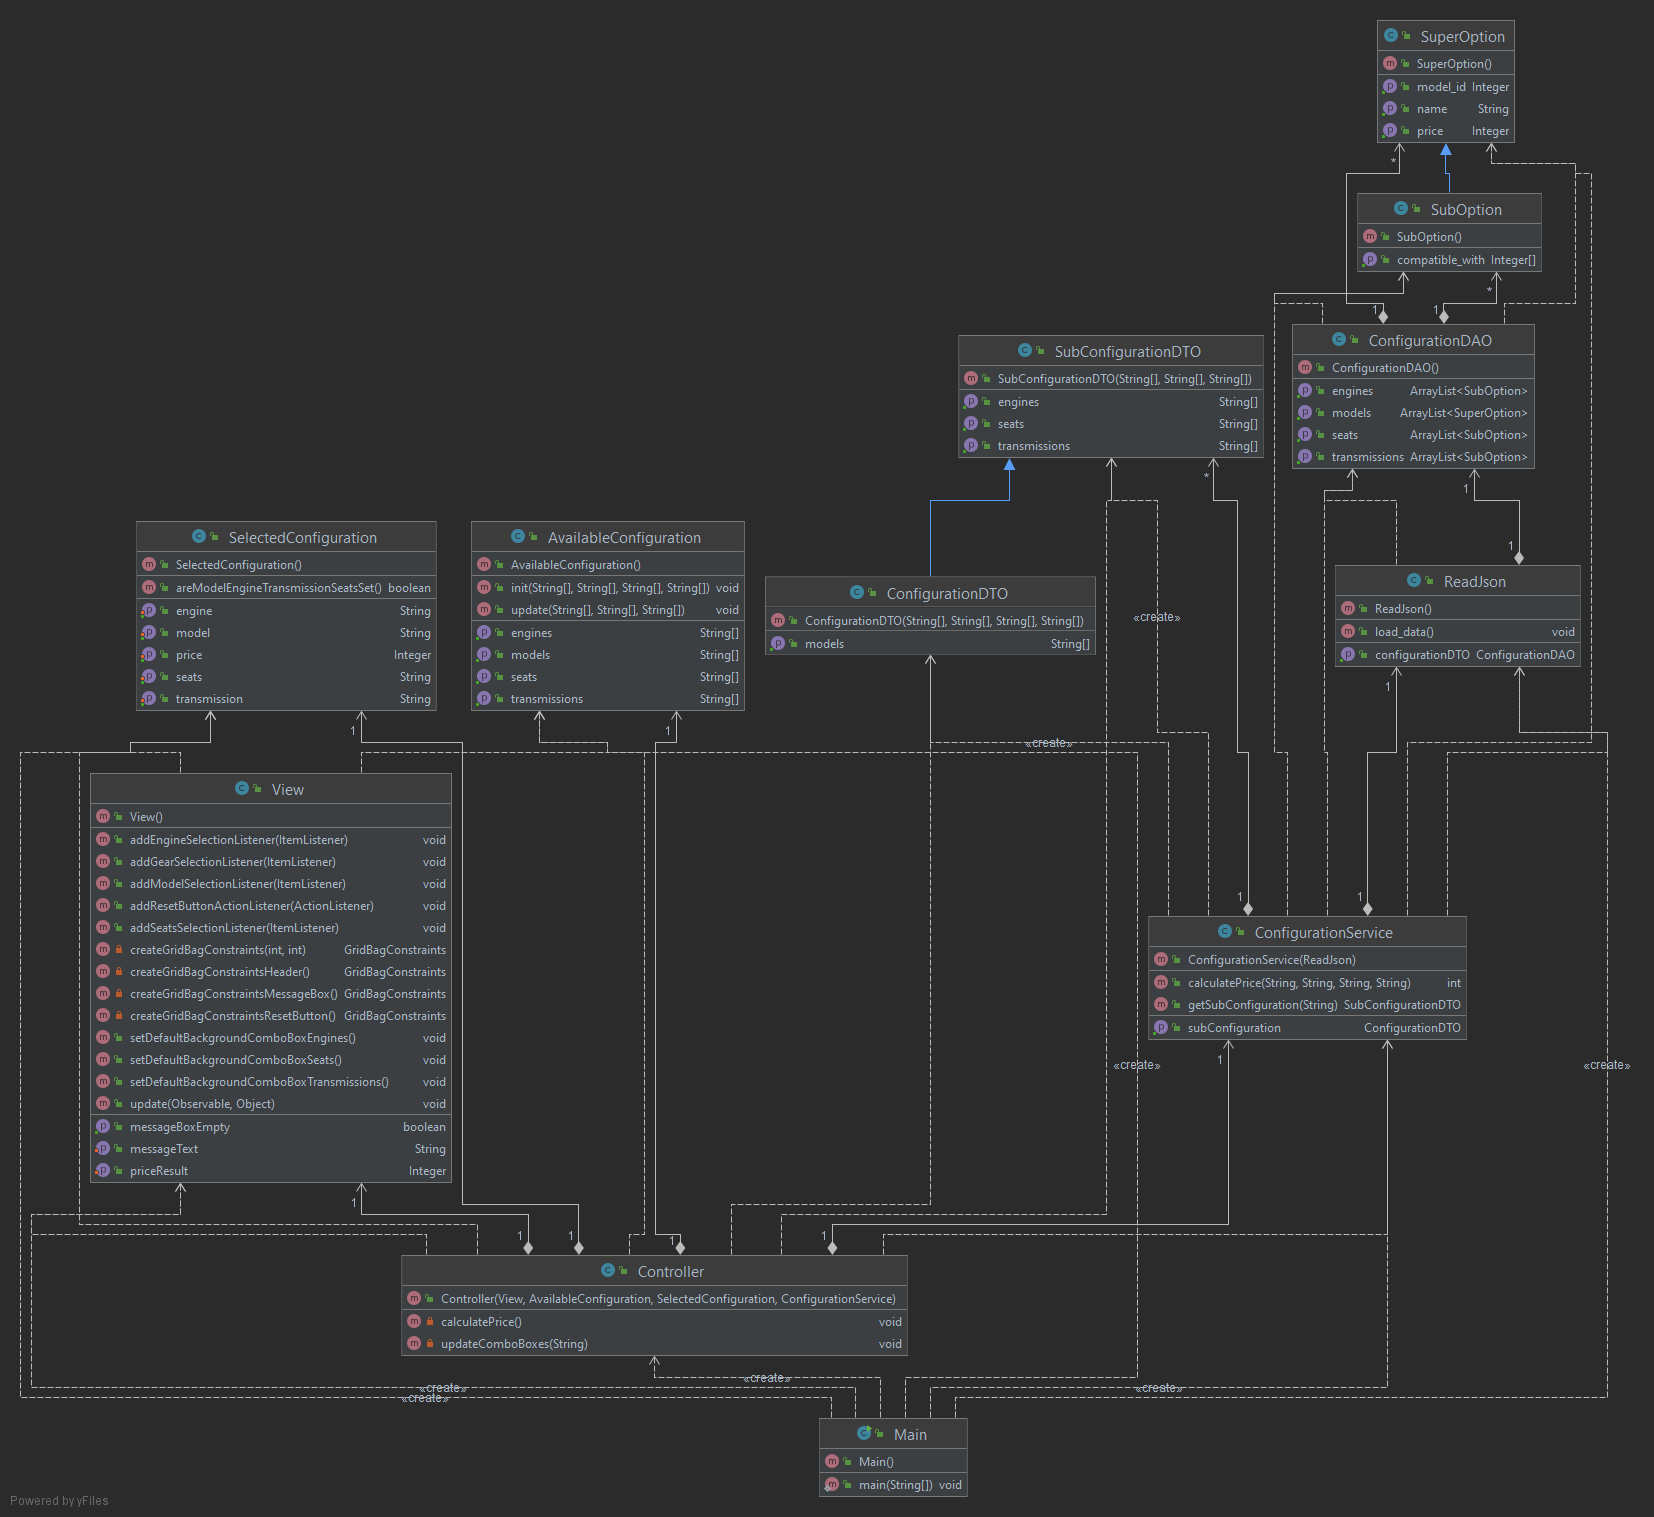 SuperOption
SuperOption()
model_id Integer
name String
price Integer
*
SubOption
SubOption()
compatible_with Integer[]
*
1
1
ConfigurationDAO
ConfigurationDAO()
engines ArrayList<SubOption>
models ArrayList<SuperOption>
seats ArrayList<SubOption>
transmissions ArrayList<SubOption>
SubConfigurationDTO
SubConfigurationDTO(String[], String[], String[])
engines String[]
seats String[]
transmissions String[]
*
1
1
SelectedConfiguration
SelectedConfiguration()
areModelEngineTransmissionSeatsSet() boolean
engine String
model String
price Integer
seats String
transmission String
AvailableConfiguration
AvailableConfiguration()
init(String[], String[], String[], String[]) void
update(String[], String[], String[]) void
engines String[]
models String[]
seats String[]
transmissions String[]
ConfigurationDTO
ConfigurationDTO(String[], String[], String[], String[])
models String[]
«create»
ReadJson
ReadJson()
load_data() void
configurationDTO ConfigurationDAO
1
1
1
«create»
View
View()
addEngineSelectionListener(ItemListener) void
addGearSelectionListener(ItemListener) void
addModelSelectionListener(ItemListener) void
addResetButtonActionListener(ActionListener) void
addSeatsSelectionListener(ItemListener) void
createGridBagConstraints(int, int) GridBagConstraints
createGridBagConstraintsHeader() GridBagConstraints
createGridBagConstraintsMessageBox() GridBagConstraints
createGridBagConstraintsResetButton() GridBagConstraints
setDefaultBackgroundComboBoxEngines() void
setDefaultBackgroundComboBoxSeats() void
setDefaultBackgroundComboBoxTransmissions() void
update(Observable, Object) void
messageBoxEmpty boolean
messageText String
priceResult Integer
1
1
ConfigurationService
ConfigurationService(ReadJson)
calculatePrice(String, String, String, String) int
getSubConfiguration(String) SubConfigurationDTO
subConfiguration ConfigurationDTO
1
«create»
«create»
1
1
1
1
1
Controller
Controller(View, AvailableConfiguration, SelectedConfiguration, ConfigurationService)
calculatePrice() void
updateComboBoxes(String) void
«create»
«create»
«create»
«create»
Main
Main()
main(String[]) void
Powered by yFiles